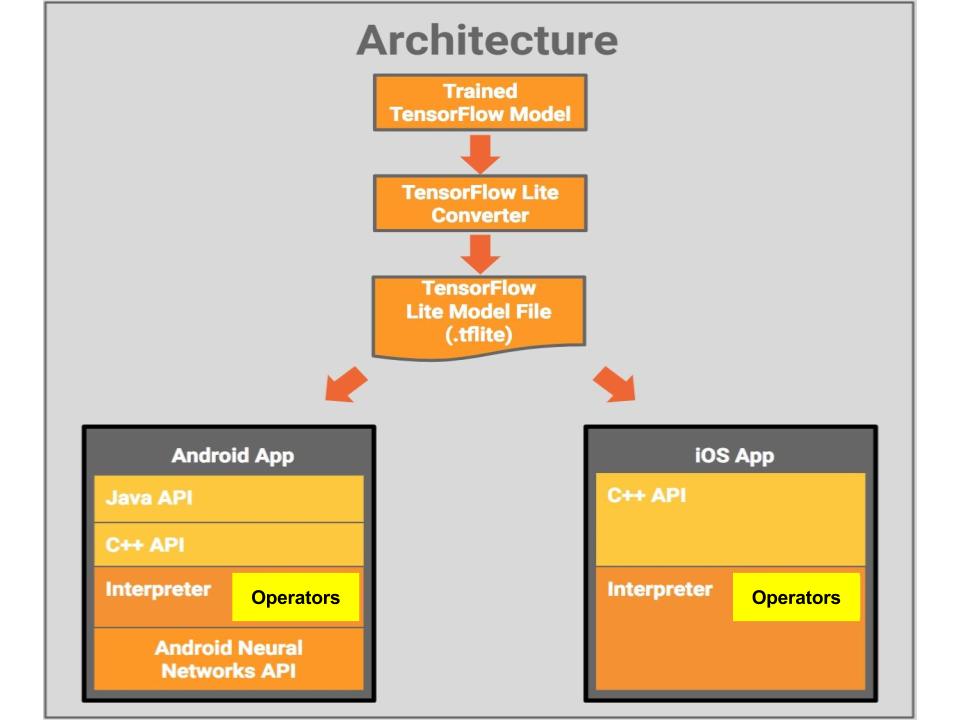 Architecture
Trained
TensorFlow Model
TensorFlow Lite
Converter
TensorFlow
Lite Model File
(.tflite)
Android App
Java API
C++ API
Interpreter
Operators
Android Neural
Networks API
iOS App
C++ API
Interpreter
Operators